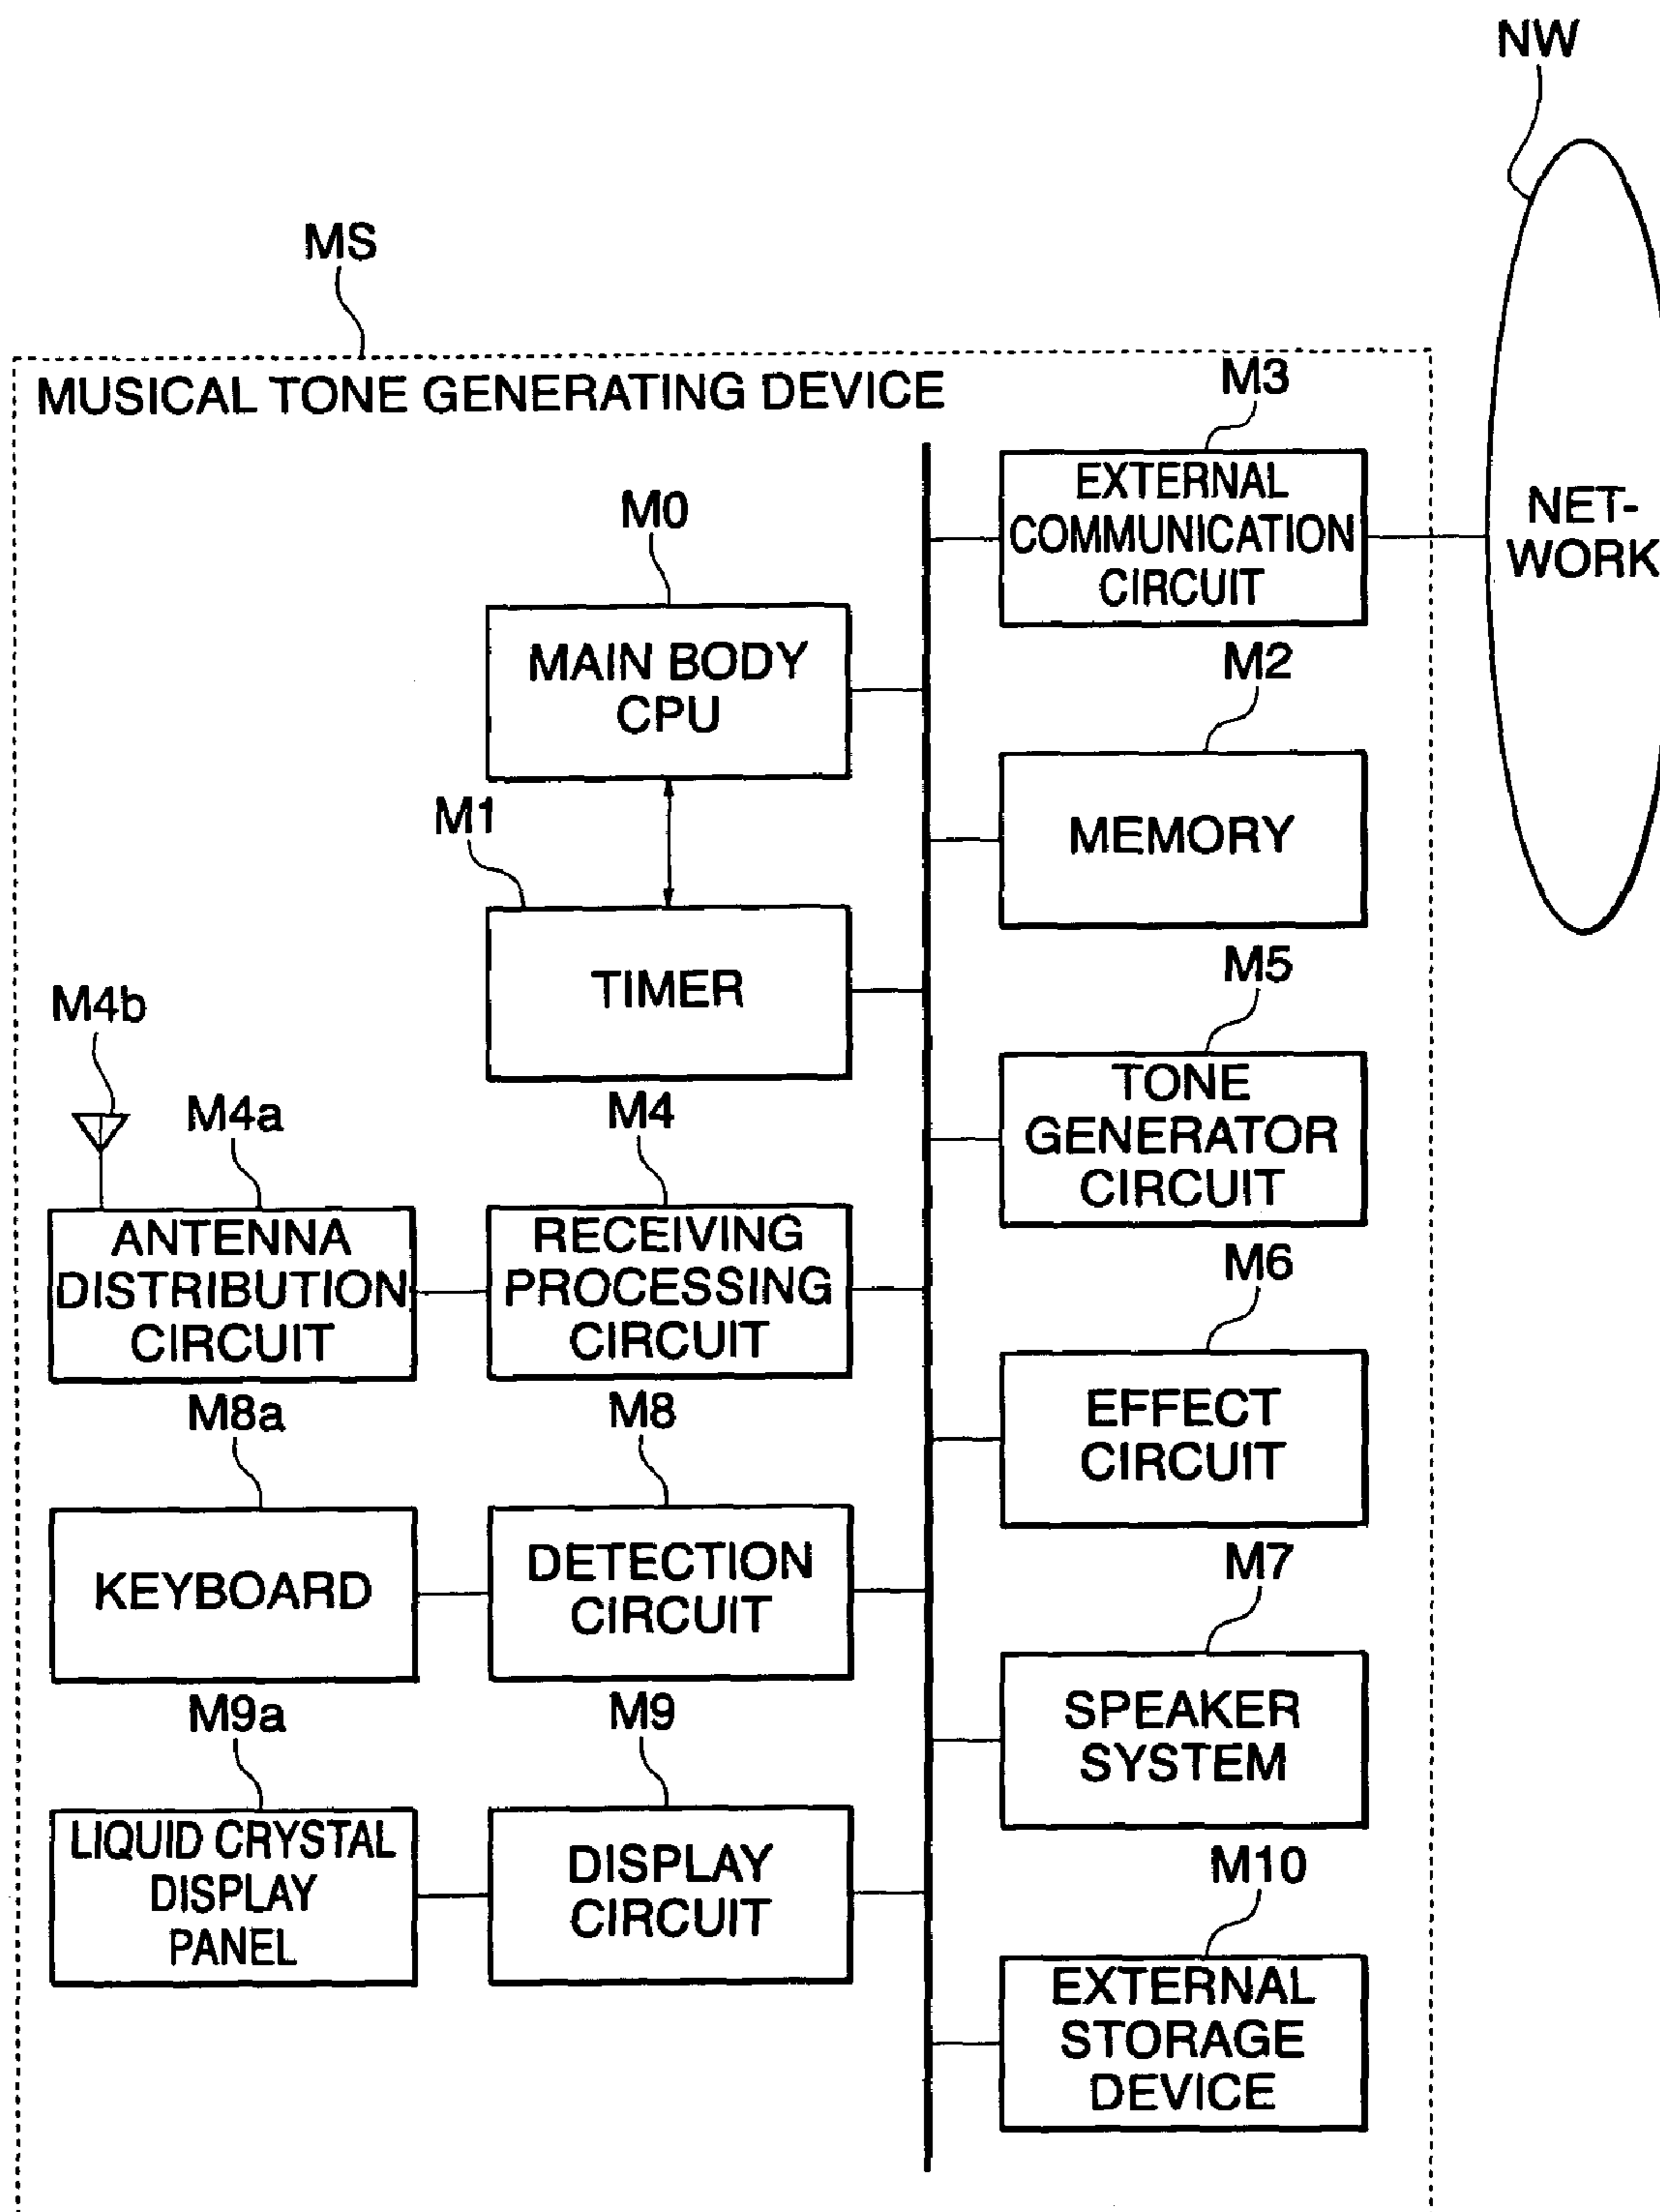 NW
MS
MUSICAL TONE GENERATING DEVICE
M3
EXTERNAL
COMMUNICATION
CIRCUIT
NET-
WORK
M0
MAIN BODY
CPU
M2
MEMORY
M1
TIMER
M5
TONE
GENERATOR
CIRCUIT
M4b
M4a
ANTENNA
DISTRIBUTION
CIRCUIT
M4
RECEIVING
PROCESSING
CIRCUIT
M6
EFFECT
CIRCUIT
M8a
KEYBOARD
M8
DETECTION
CIRCUIT
M7
SPEAKER
SYSTEM
M9a
LIQUID CRYSTAL
DISPLAY
PANEL
M9
DISPLAY
CIRCUIT
M10
EXTERNAL
STORAGE
DEVICE